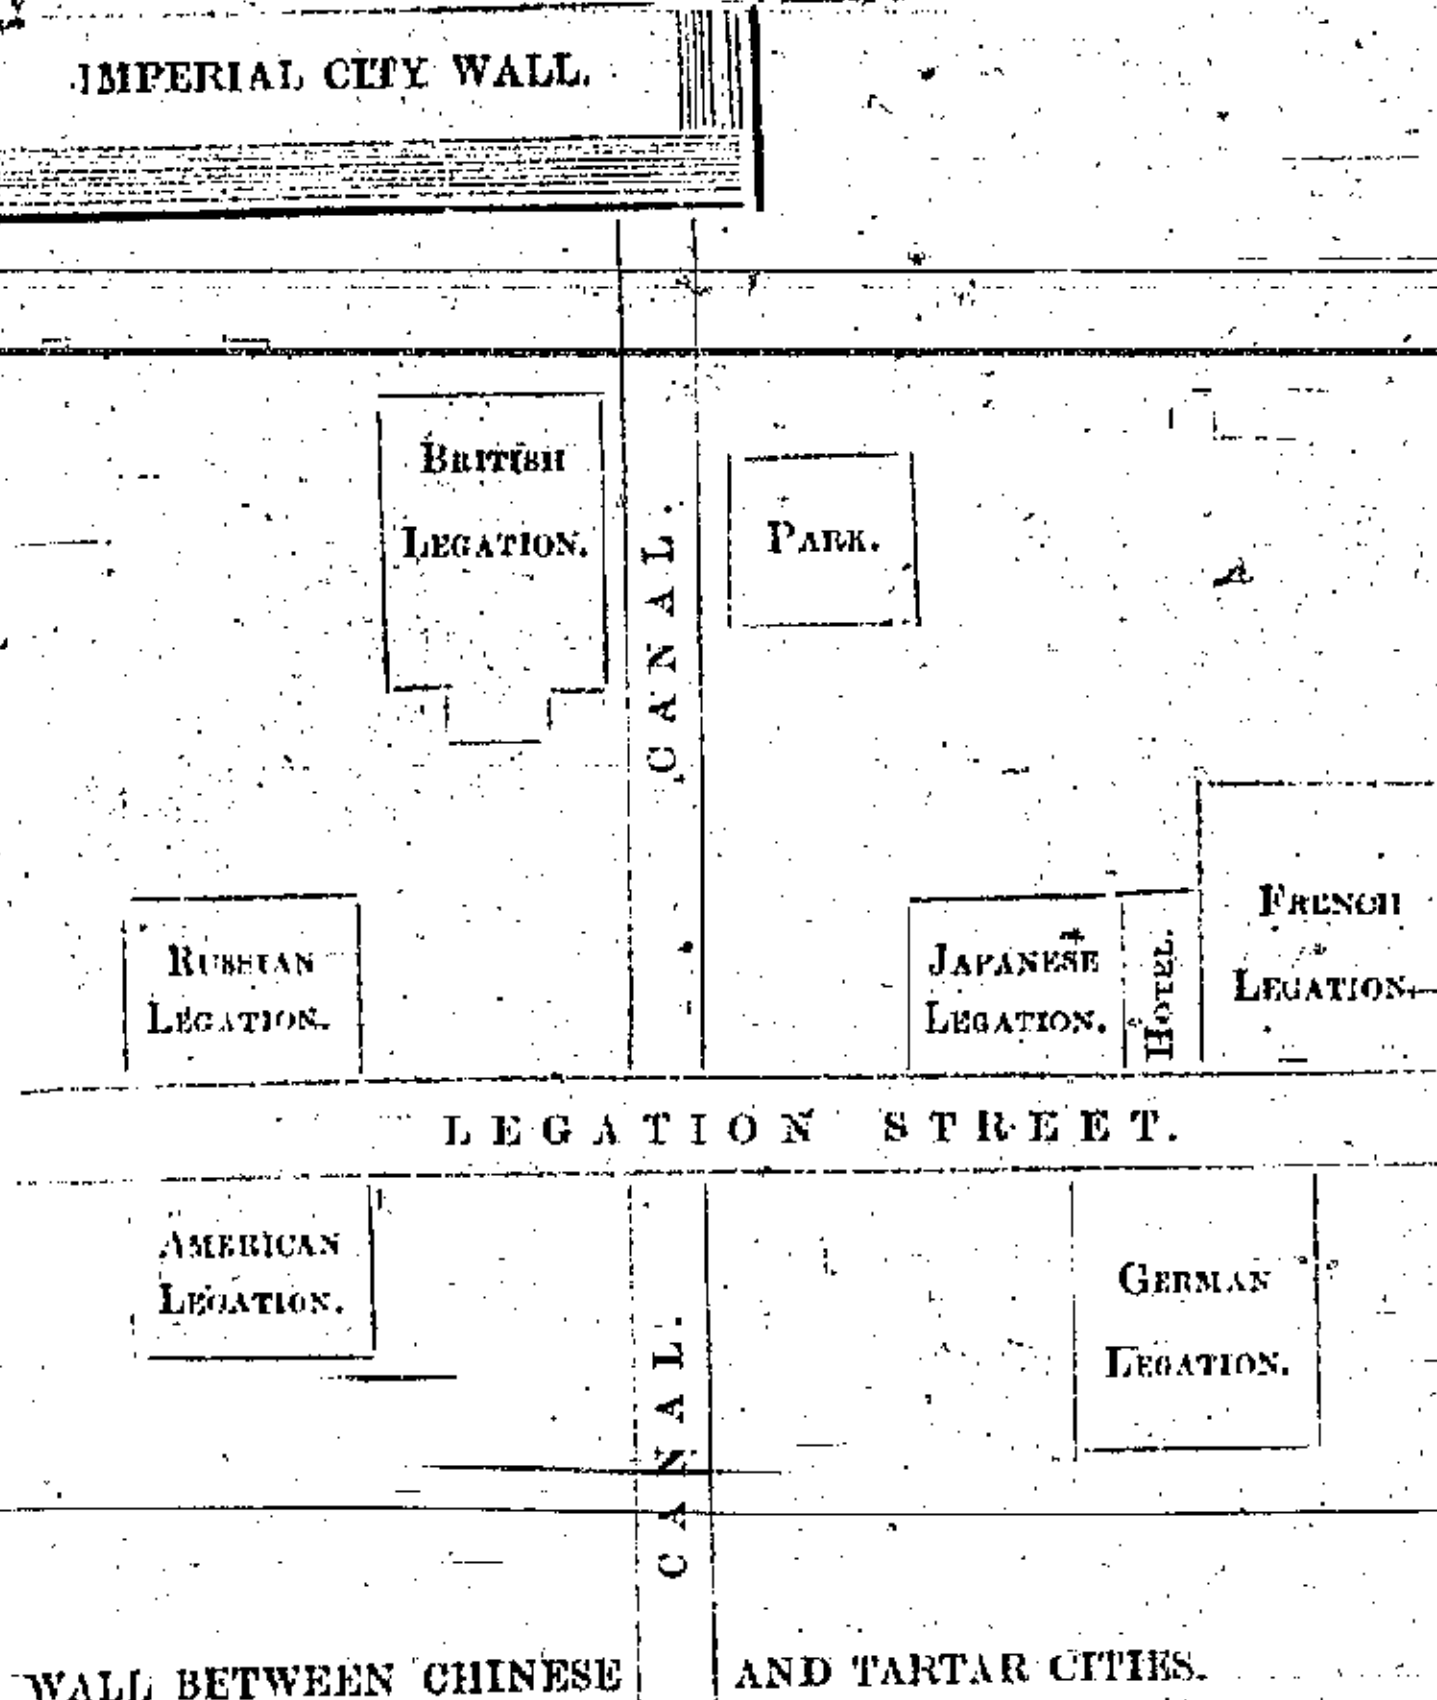 IMPERIAL CITY WALL.
BRITISH
LEGATION.
CANAL.
PARK.
RUSSIAN
LEGATION.
JAPANESE
LEGATION.
HOTEL.
FRENCH
LEGATION.
LEGATION STREET.
AMERICAN
LEGATION.
CANAL.
GERMAN
LEGATION.
WALL BETWEEN CHINESE AND TARTAR CITIES.